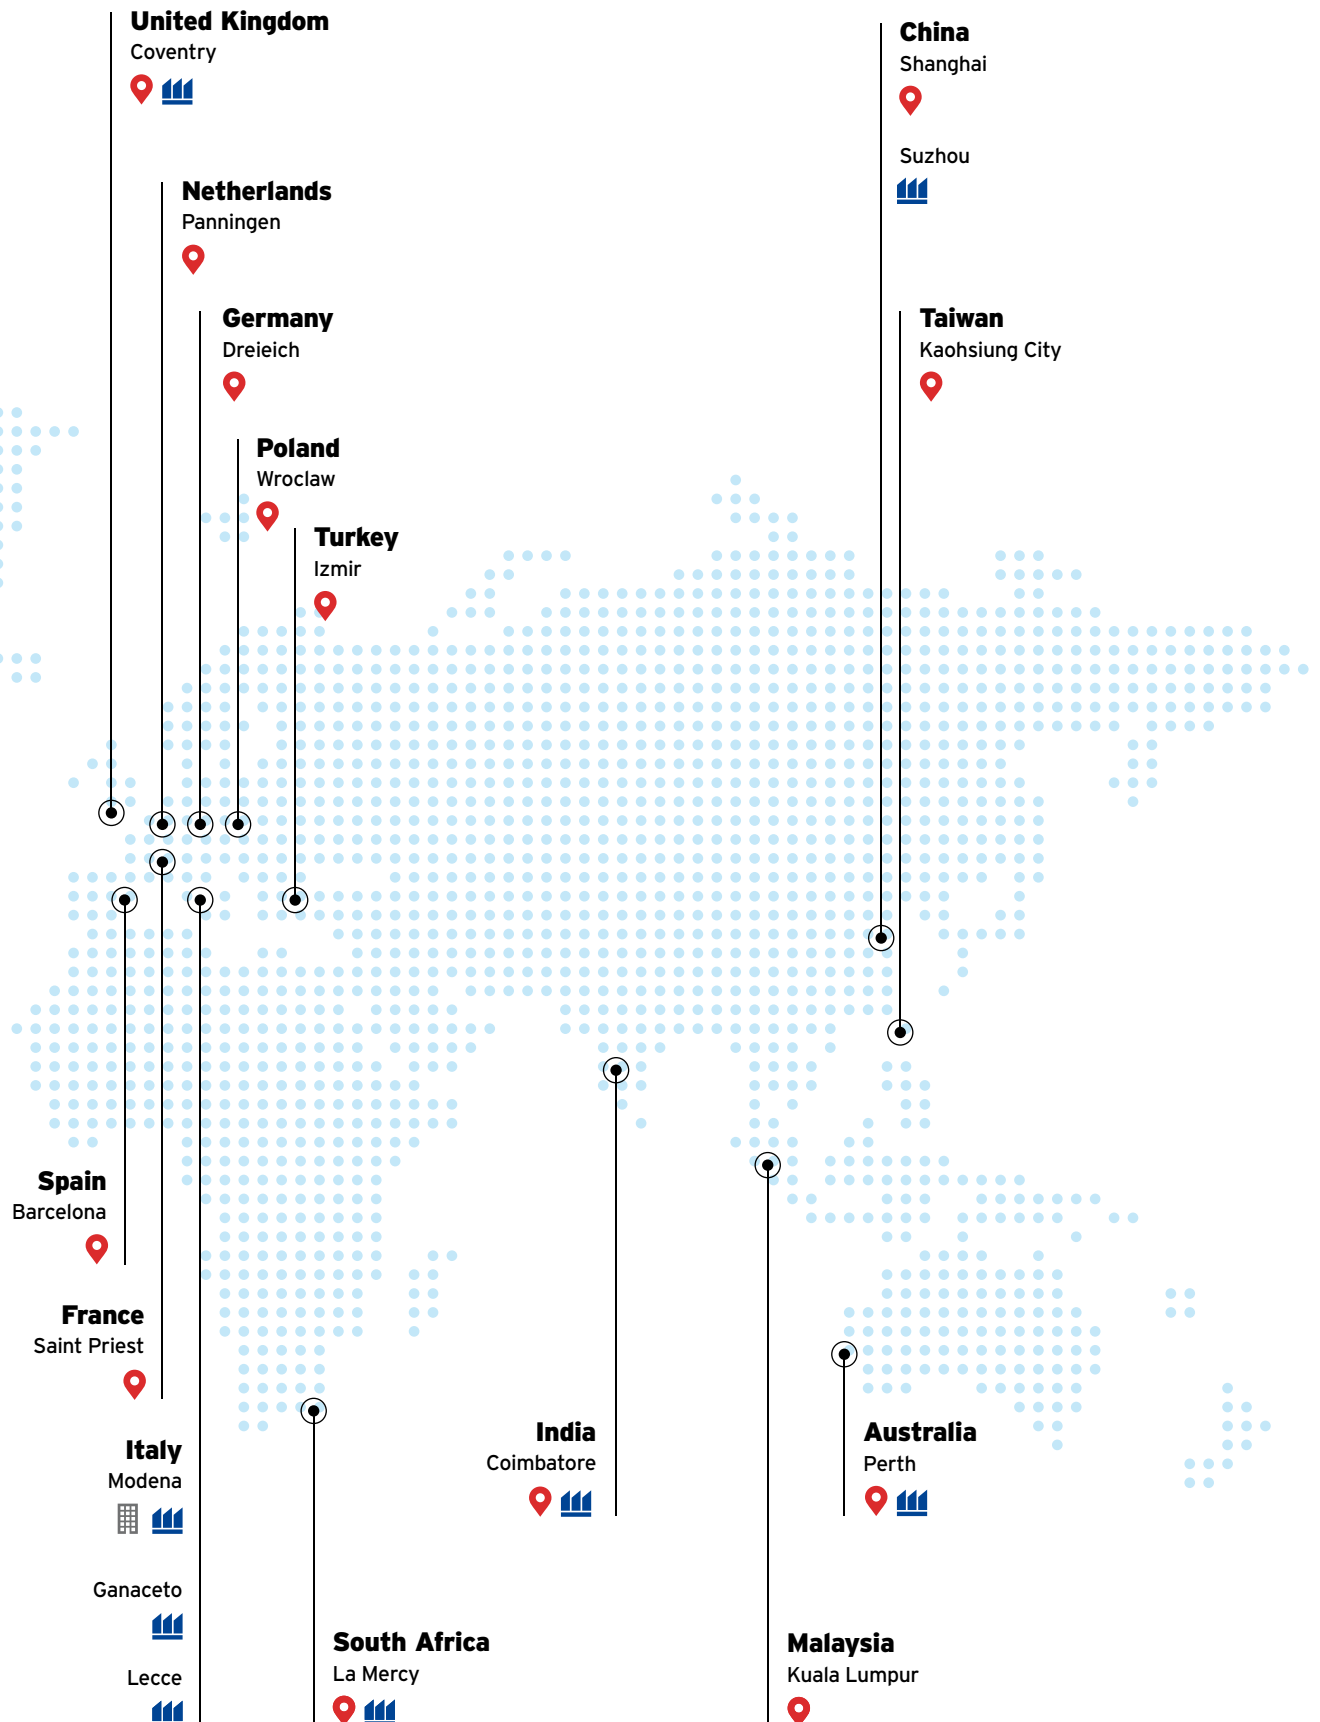 United Kingdom
Coventry
China
Shanghai
Suzhou
Netherlands
Panningen
Germany
Dreieich
Taiwan
Kaohsiung City
Poland
Wroclaw
Turkey
Izmir
Spain
Barcelona
France
Saint Priest
Italy
Modena
Ganaceto
Lecce
India
Coimbatore
Australia
Perth
South Africa
La Mercy
Malaysia
Kuala Lumpur